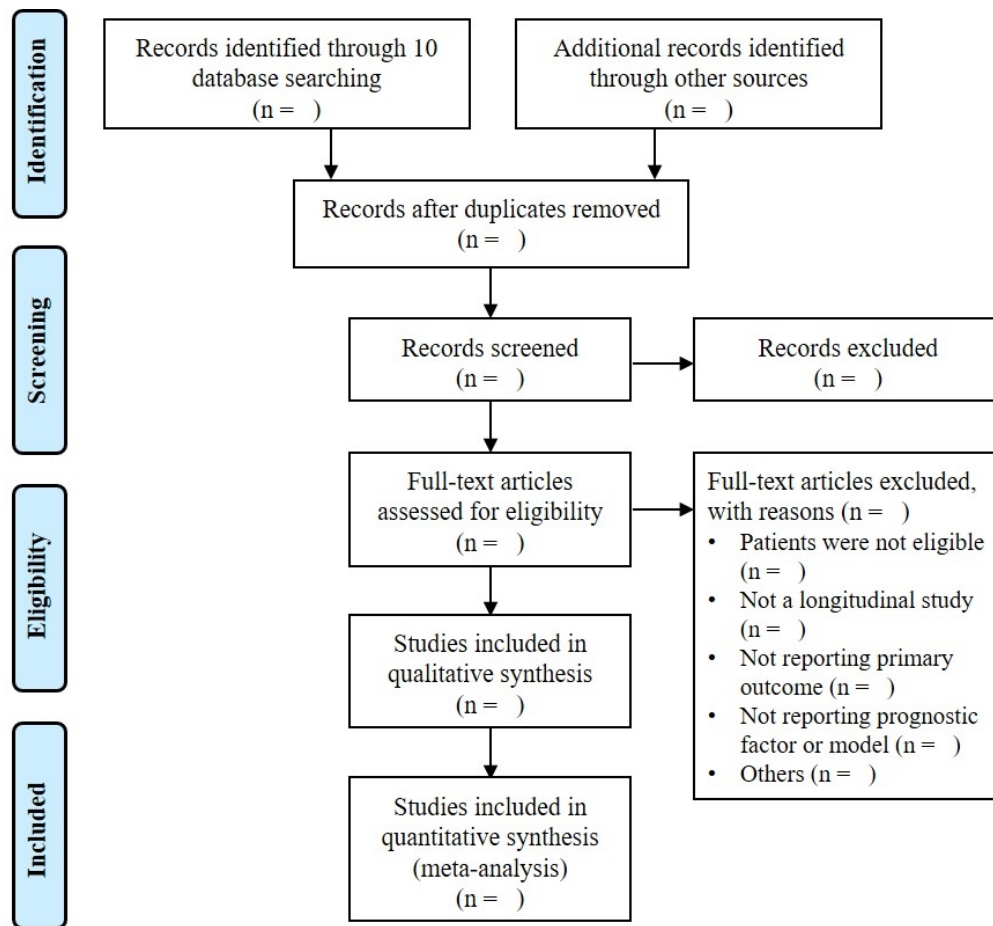 Identification
Records identified through 10
database searching
(n =   )
Additional records identified
through other sources
(n =   )
Records after duplicates removed
(n =   )
Screening
Records screened
(n =   )
Records excluded
(n =   )
Eligibility
Full-text articles
assessed for eligibility
(n =   )
Full-text articles excluded,
with reasons (n =   )
• Patients were not eligible
(n =   )
• Not a longitudinal study
(n =   )
• Not reporting primary
outcome (n =   )
• Not reporting prognostic
factor or model (n =   )
• Others (n =   )
Studies included in
qualitative synthesis
(n =   )
Included
Studies included in
quantitative synthesis
(meta-analysis)
(n =   )